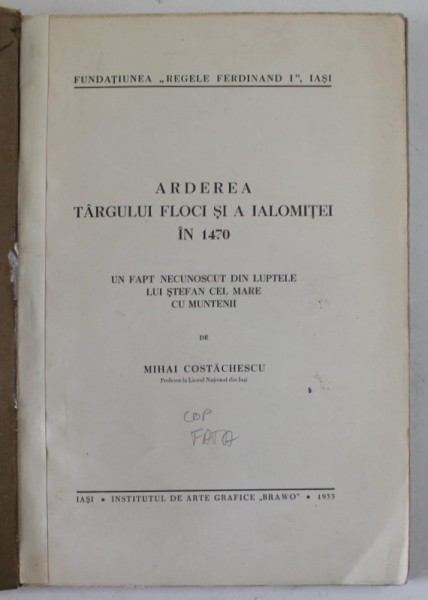 FUNDAȚIUNEA „REGELE FERDINAND I”, IAȘI
ARDEREA
TÂRGULUI FLOCI ȘI A IALOMIȚEI
ÎN 1470
UN FAPT NECUNOSCUT DIN LUPTELE
LUI ȘTEFAN CEL MARE
CU MUNTENII
DE
MIHAI COSTĂCHESCU
Profesor la Liceul Național din Iași
COP
FATA
IAȘI • INSTITUTUL DE ARTE GRAFICE „BRAWO” • 1935